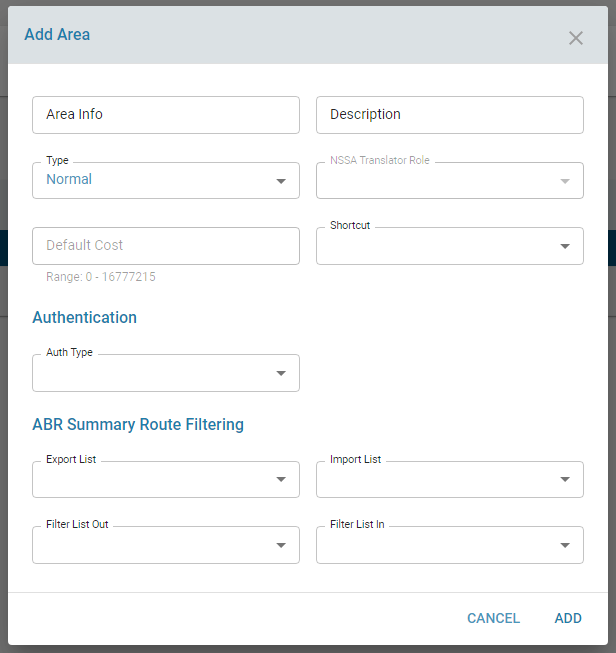 Add Area
Area Info
Description
Type
Normal
NSSA Translator Role
Default Cost
Range: 0 - 16777215
Shortcut
Authentication
Auth Type
ABR Summary Route Filtering
Export List
Import List
Filter List Out
Filter List In
CANCEL
ADD